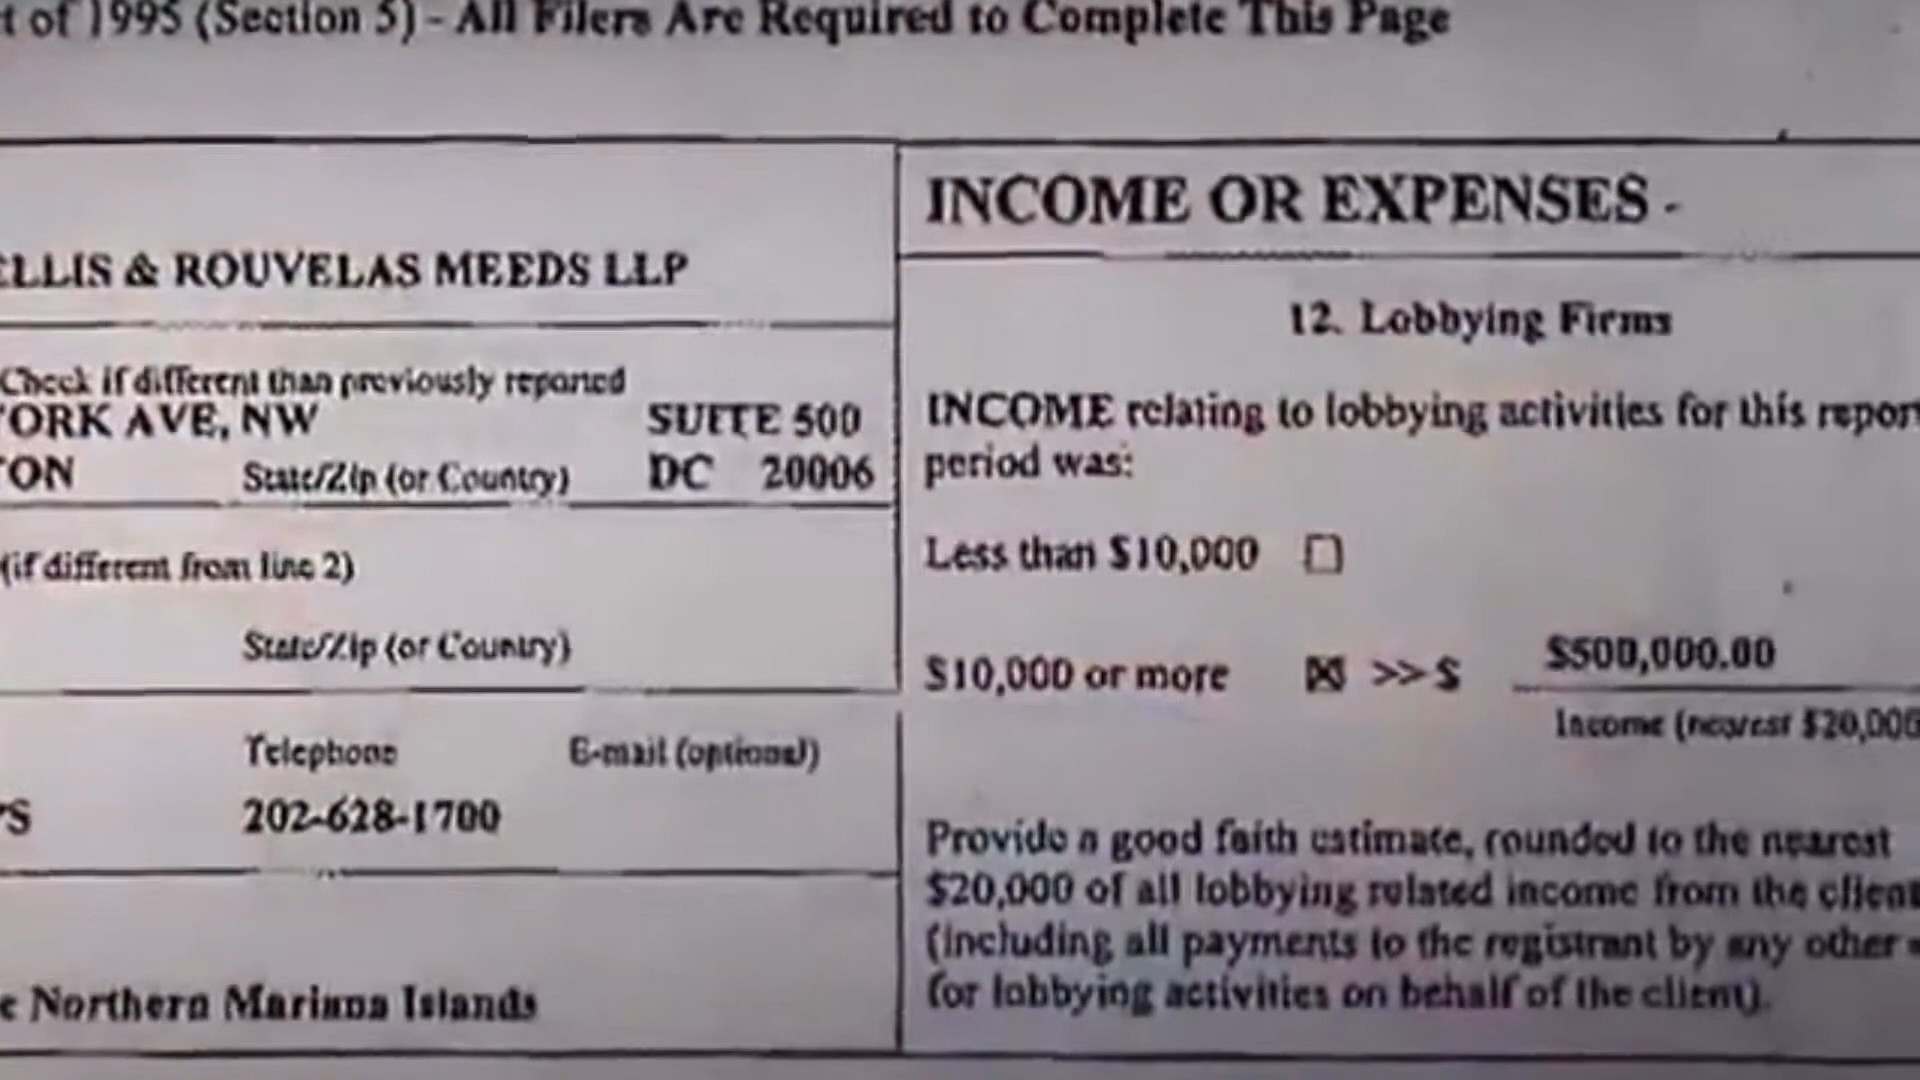 t of 1995 (Section 5) - All Filers Are Required to Complete This Page
ELLIS & ROUVELAS MEEDS LLP
Check if different than previously reported
YORK AVE, NW SUITE 500
TON State/Zip (or Country) DC 20006
(if different from line 2)
State/Zip (or Country)
Telephone E-mail (optional)
'S 202-628-1700
e Northern Mariana Islands
INCOME OR EXPENSES -
12. Lobbying Firms
INCOME relating to lobbying activities for this report
period was:
Less than $10,000
$10,000 or more >> $ $500,000.00
Income (nearest $20,000
Provide a good faith estimate, rounded to the nearest
$20,000 of all lobbying related income from the client
(including all payments to the registrant by any other
for lobbying activities on behalf of the client).